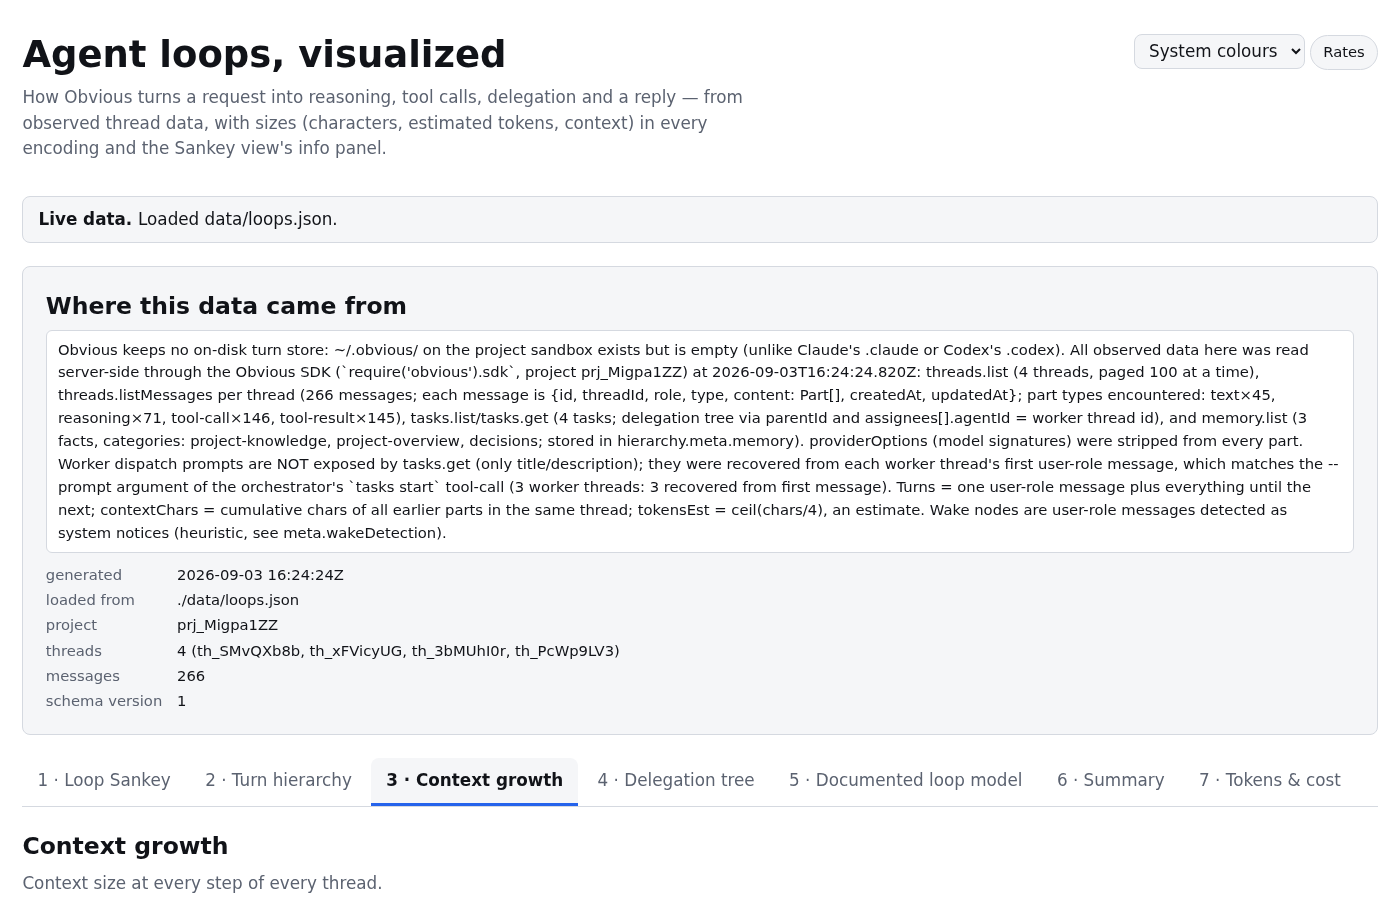 Agent loops, visualized
System colours
Rates
How Obvious turns a request into reasoning, tool calls, delegation and a reply — from
observed thread data, with sizes (characters, estimated tokens, context) in every
encoding and the Sankey view's info panel.
Live data. Loaded data/loops.json.
Where this data came from
Obvious keeps no on-disk turn store: ~/.obvious/ on the project sandbox exists but is empty (unlike Claude's .claude or Codex's .codex). All observed data here was read
server-side through the Obvious SDK (`require('obvious').sdk`, project prj_Migpa1ZZ) at 2026-09-03T16:24:24.820Z: threads.list (4 threads, paged 100 at a time),
threads.listMessages per thread (266 messages; each message is {id, threadId, role, type, content: Part[], createdAt, updatedAt}; part types encountered: text×45,
reasoning×71, tool-call×146, tool-result×145), tasks.list/tasks.get (4 tasks; delegation tree via parentId and assignees[].agentId = worker thread id), and memory.list (3
facts, categories: project-knowledge, project-overview, decisions; stored in hierarchy.meta.memory). providerOptions (model signatures) were stripped from every part.
Worker dispatch prompts are NOT exposed by tasks.get (only title/description); they were recovered from each worker thread's first user-role message, which matches the --
prompt argument of the orchestrator's `tasks start` tool-call (3 worker threads: 3 recovered from first message). Turns = one user-role message plus everything until the
next; contextChars = cumulative chars of all earlier parts in the same thread; tokensEst = ceil(chars/4), an estimate. Wake nodes are user-role messages detected as
system notices (heuristic, see meta.wakeDetection).
generated 2026-09-03 16:24:24Z
loaded from ./data/loops.json
project prj_Migpa1ZZ
threads 4 (th_SMvQXb8b, th_xFVicyUG, th_3bMUhI0r, th_PcWp9LV3)
messages 266
schema version 1
1 · Loop Sankey 2 · Turn hierarchy 3 · Context growth 4 · Delegation tree 5 · Documented loop model 6 · Summary 7 · Tokens & cost
Context growth
Context size at every step of every thread.